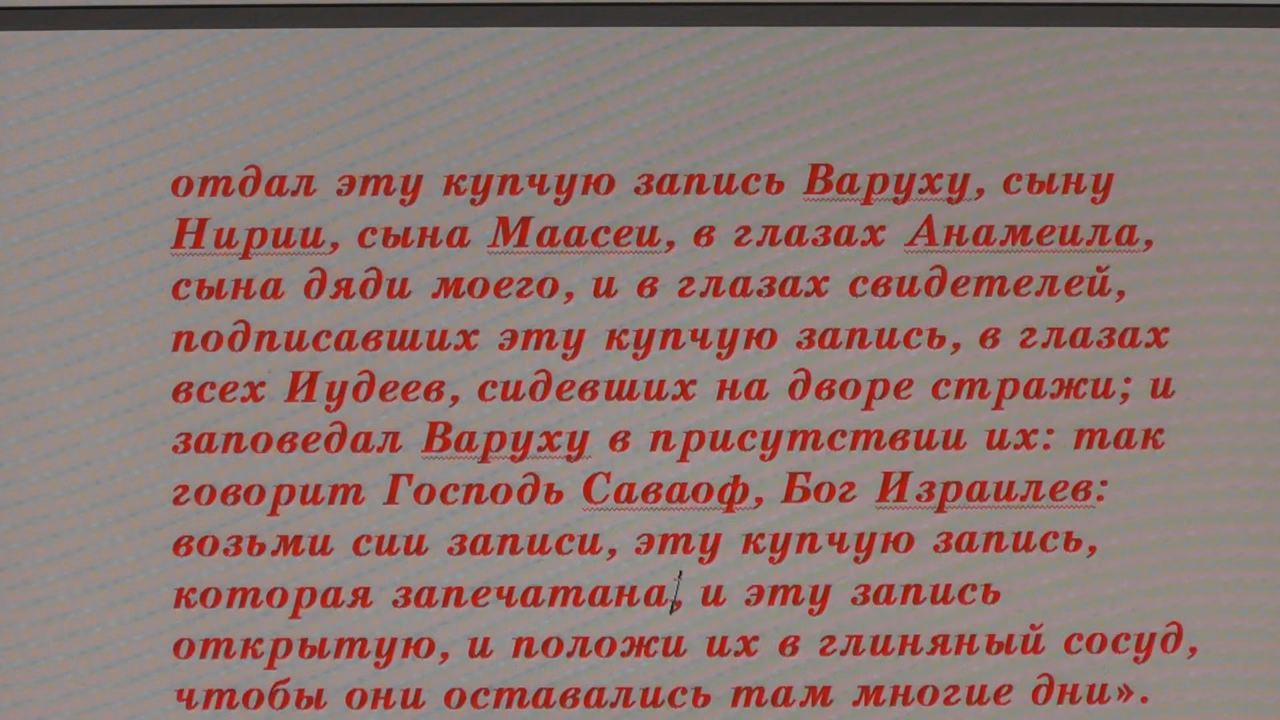 отдал эту купчую запись Варуху, сыну
Нирии, сына Маасеи, в глазах Анамеила,
сына дяди моего, и в глазах свидетелей,
подписавших эту купчую запись, в глазах
всех Иудеев, сидевших на дворе стражи; и
заповедал Варуху в присутствии их: так
говорит Господь Саваоф, Бог Израилев:
возьми сии записи, эту купчую запись,
которая запечатана, и эту запись
открытую, и положи их в глиняный сосуд,
чтобы они оставались там многие дни».